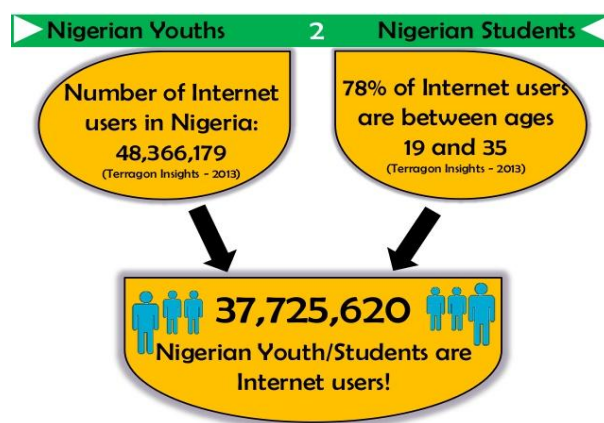 Nigerian Youths 2 Nigerian Students
Number of Internet
users in Nigeria:
48,366,179
(Terragon Insights - 2013)
78% of Internet users
are between ages
19 and 35
(Terragon Insights - 2013)
37,725,620
Nigerian Youth/Students are
Internet users!